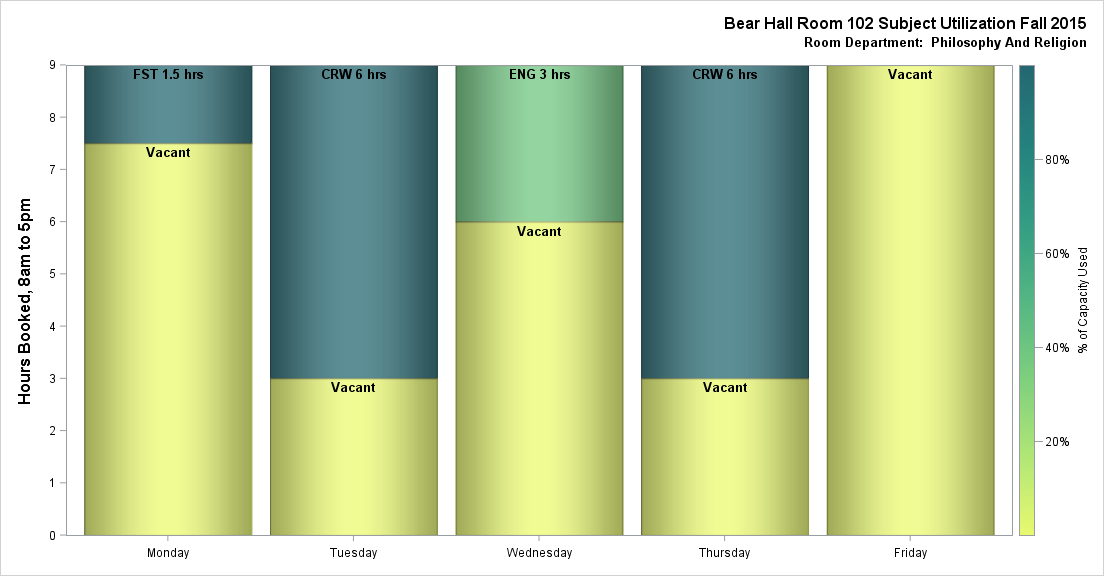 Bear Hall Room 102 Subject Utilization Fall 2015
Room Department:  Philosophy And Religion
Hours Booked, 8am to 5pm
9
8
7
6
5
4
3
2
1
0
FST 1.5 hrs
Vacant
CRW 6 hrs
Vacant
ENG 3 hrs
Vacant
CRW 6 hrs
Vacant
Vacant
Monday
Tuesday
Wednesday
Thursday
Friday
80%
60%
40%
20%
% of Capacity Used